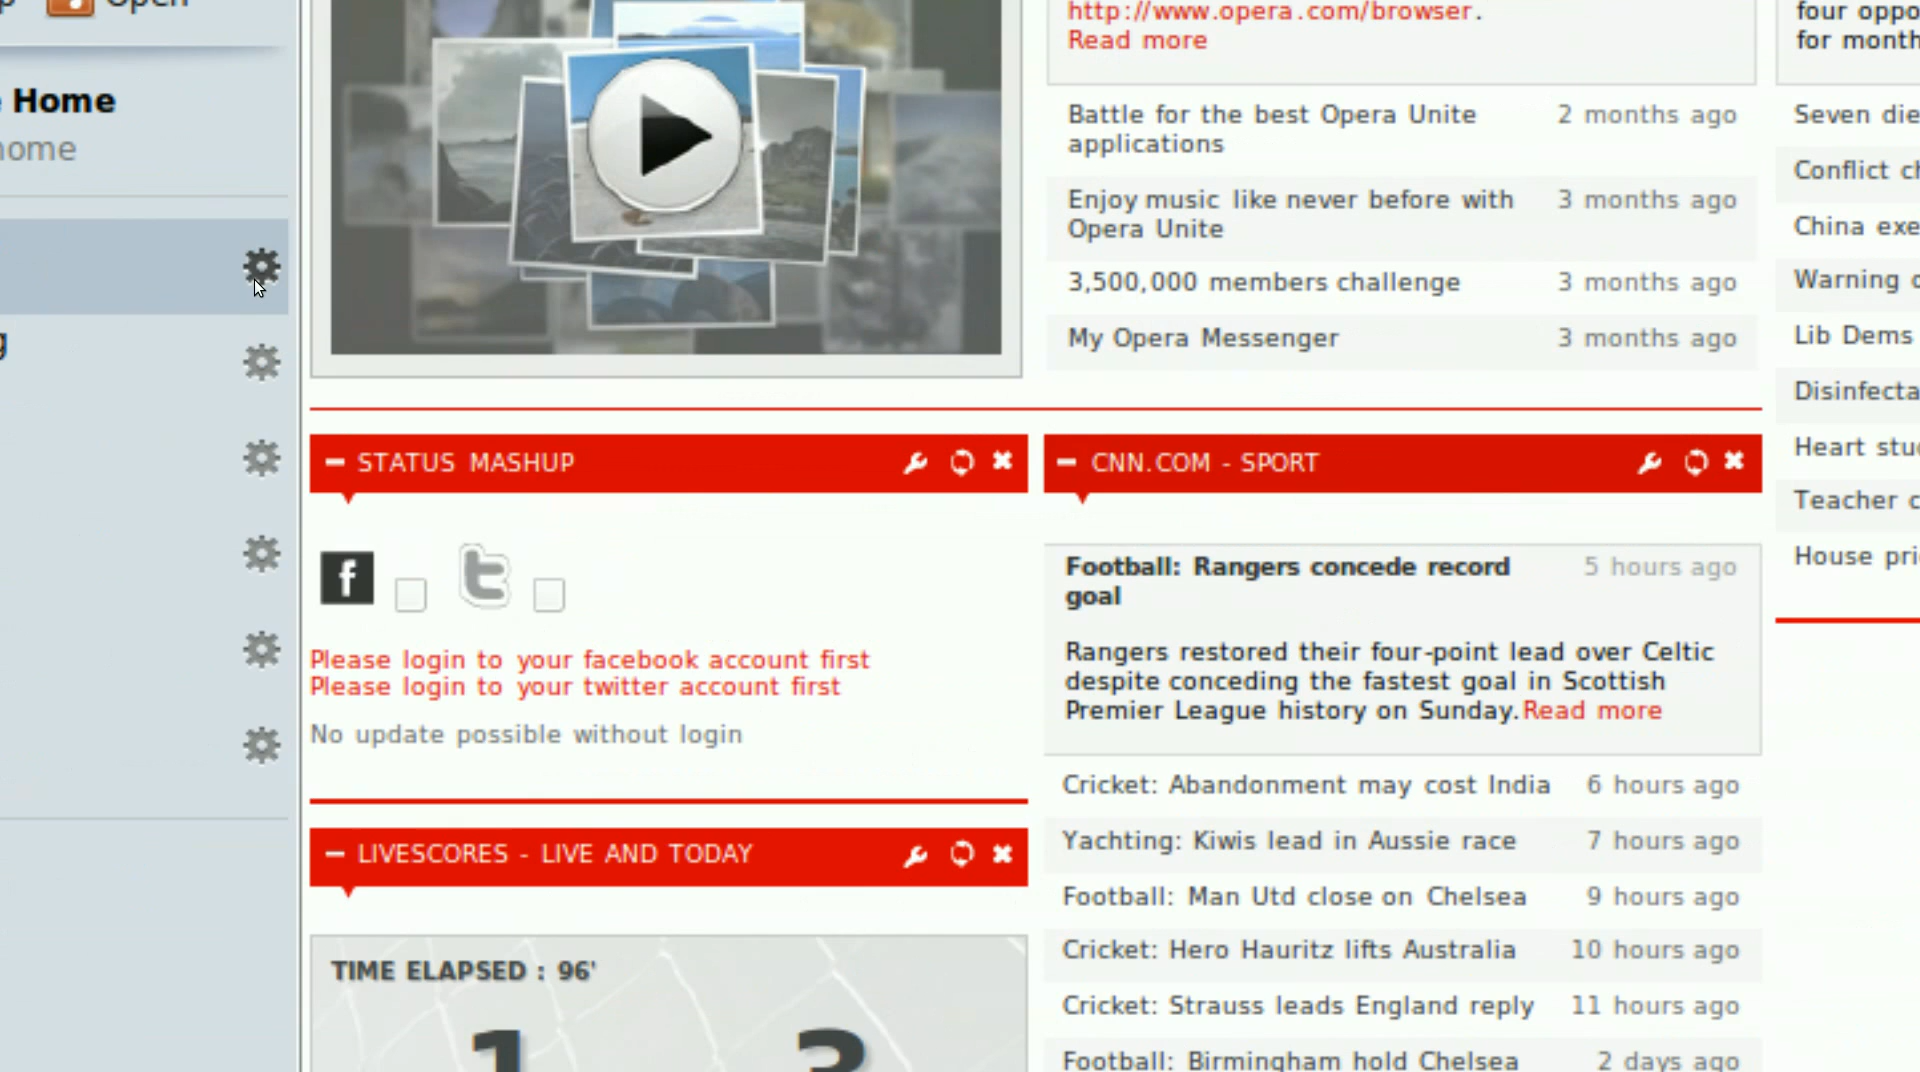 Open
Home
home
http://www.opera.com/browser.
Read more
Battle for the best Opera Unite
applications
2 months ago
Enjoy music like never before with
Opera Unite
3 months ago
3,500,000 members challenge
3 months ago
My Opera Messenger
3 months ago
STATUS MASHUP
f
t
Please login to your facebook account first
Please login to your twitter account first
No update possible without login
LIVESCORES - LIVE AND TODAY
TIME ELAPSED : 96'
1 3
CNN.COM - SPORT
Football: Rangers concede record
goal
5 hours ago
Rangers restored their four-point lead over Celtic
despite conceding the fastest goal in Scottish
Premier League history on Sunday.Read more
Cricket: Abandonment may cost India
6 hours ago
Yachting: Kiwis lead in Aussie race
7 hours ago
Football: Man Utd close on Chelsea
9 hours ago
Cricket: Hero Hauritz lifts Australia
10 hours ago
Cricket: Strauss leads England reply
11 hours ago
Football: Birmingham hold Chelsea
2 days ago
four oppo
for month
Seven die
Conflict ch
China exe
Warning
Lib Dems
Disinfecta
Heart stu
Teacher c
House pri